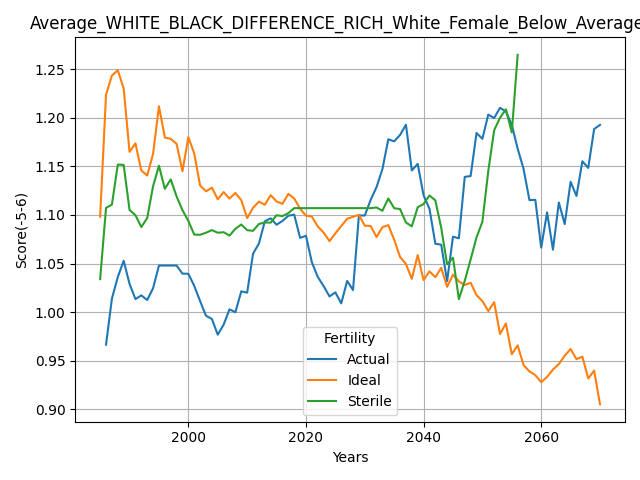 Average_WHITE_BLACK_DIFFERENCE_RICH_White_Female_Below_Average
Score(-5-6)
1.25
1.20
1.15
1.10
1.05
1.00
0.95
0.90
Fertility
Actual
Ideal
Sterile
2000 2020 2040 2060
Years